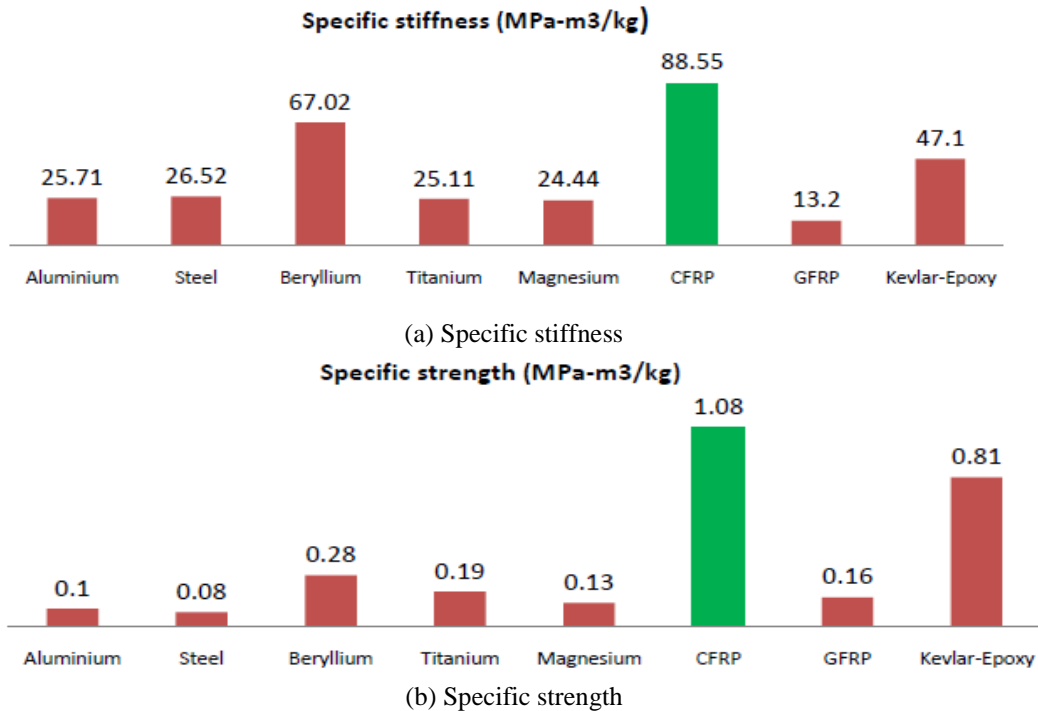 Specific stiffness (MPa-m3/kg)
88.55
67.02
47.1
25.71 26.52 25.11 24.44
13.2
Aluminium Steel Beryllium Titanium Magnesium CFRP GFRP Kevlar-Epoxy
(a) Specific stiffness
Specific strength (MPa-m3/kg)
1.08
0.81
0.28
0.19
0.16
0.13
0.1 0.08
Aluminium Steel Beryllium Titanium Magnesium CFRP GFRP Kevlar-Epoxy
(b) Specific strength